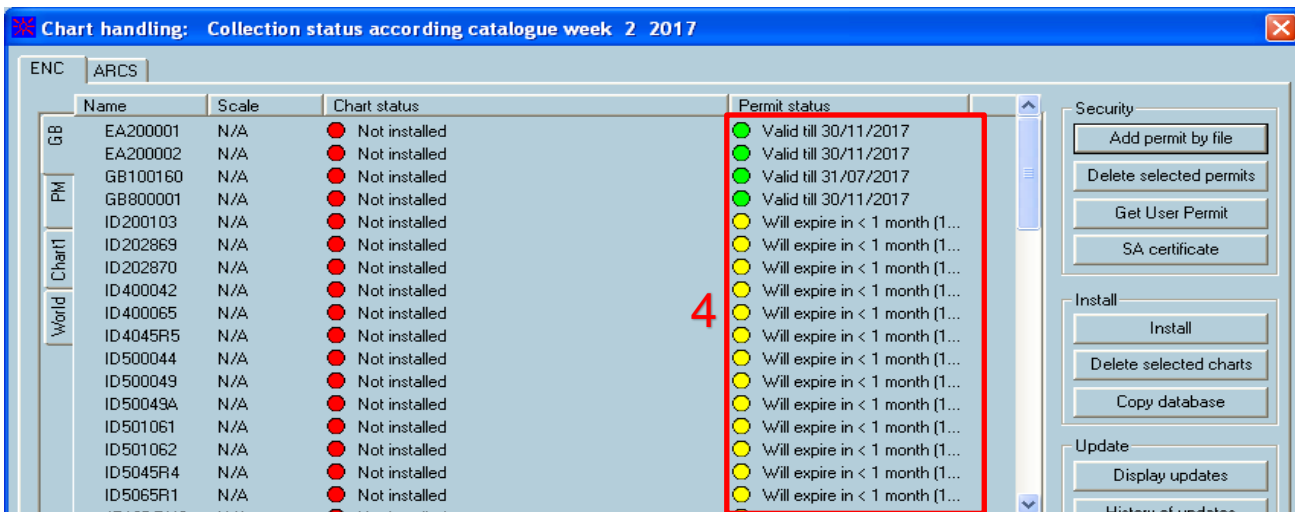 Chart handling: Collection status according catalogue week 2 2017
ENC ARCS
Name Scale Chart status Permit status
GB
PM
Chart1
World
EA200001 N/A Not installed Valid till 30/11/2017
EA200002 N/A Not installed Valid till 30/11/2017
GB100160 N/A Not installed Valid till 31/07/2017
GB800001 N/A Not installed Valid till 30/11/2017
ID200103 N/A Not installed Will expire in < 1 month (1...
ID202869 N/A Not installed Will expire in < 1 month (1...
ID202870 N/A Not installed Will expire in < 1 month (1...
ID400042 N/A Not installed Will expire in < 1 month (1...
ID400065 N/A Not installed Will expire in < 1 month (1...
ID4045R5 N/A Not installed Will expire in < 1 month (1...
ID500044 N/A Not installed Will expire in < 1 month (1...
ID500049 N/A Not installed Will expire in < 1 month (1...
ID50049A N/A Not installed Will expire in < 1 month (1...
ID501061 N/A Not installed Will expire in < 1 month (1...
ID501062 N/A Not installed Will expire in < 1 month (1...
ID5045R4 N/A Not installed Will expire in < 1 month (1...
ID5065R1 N/A Not installed Will expire in < 1 month (1...
4
Security
Add permit by file
Delete selected permits
Get User Permit
SA certificate
Install
Install
Delete selected charts
Copy database
Update
Display updates
History of updates